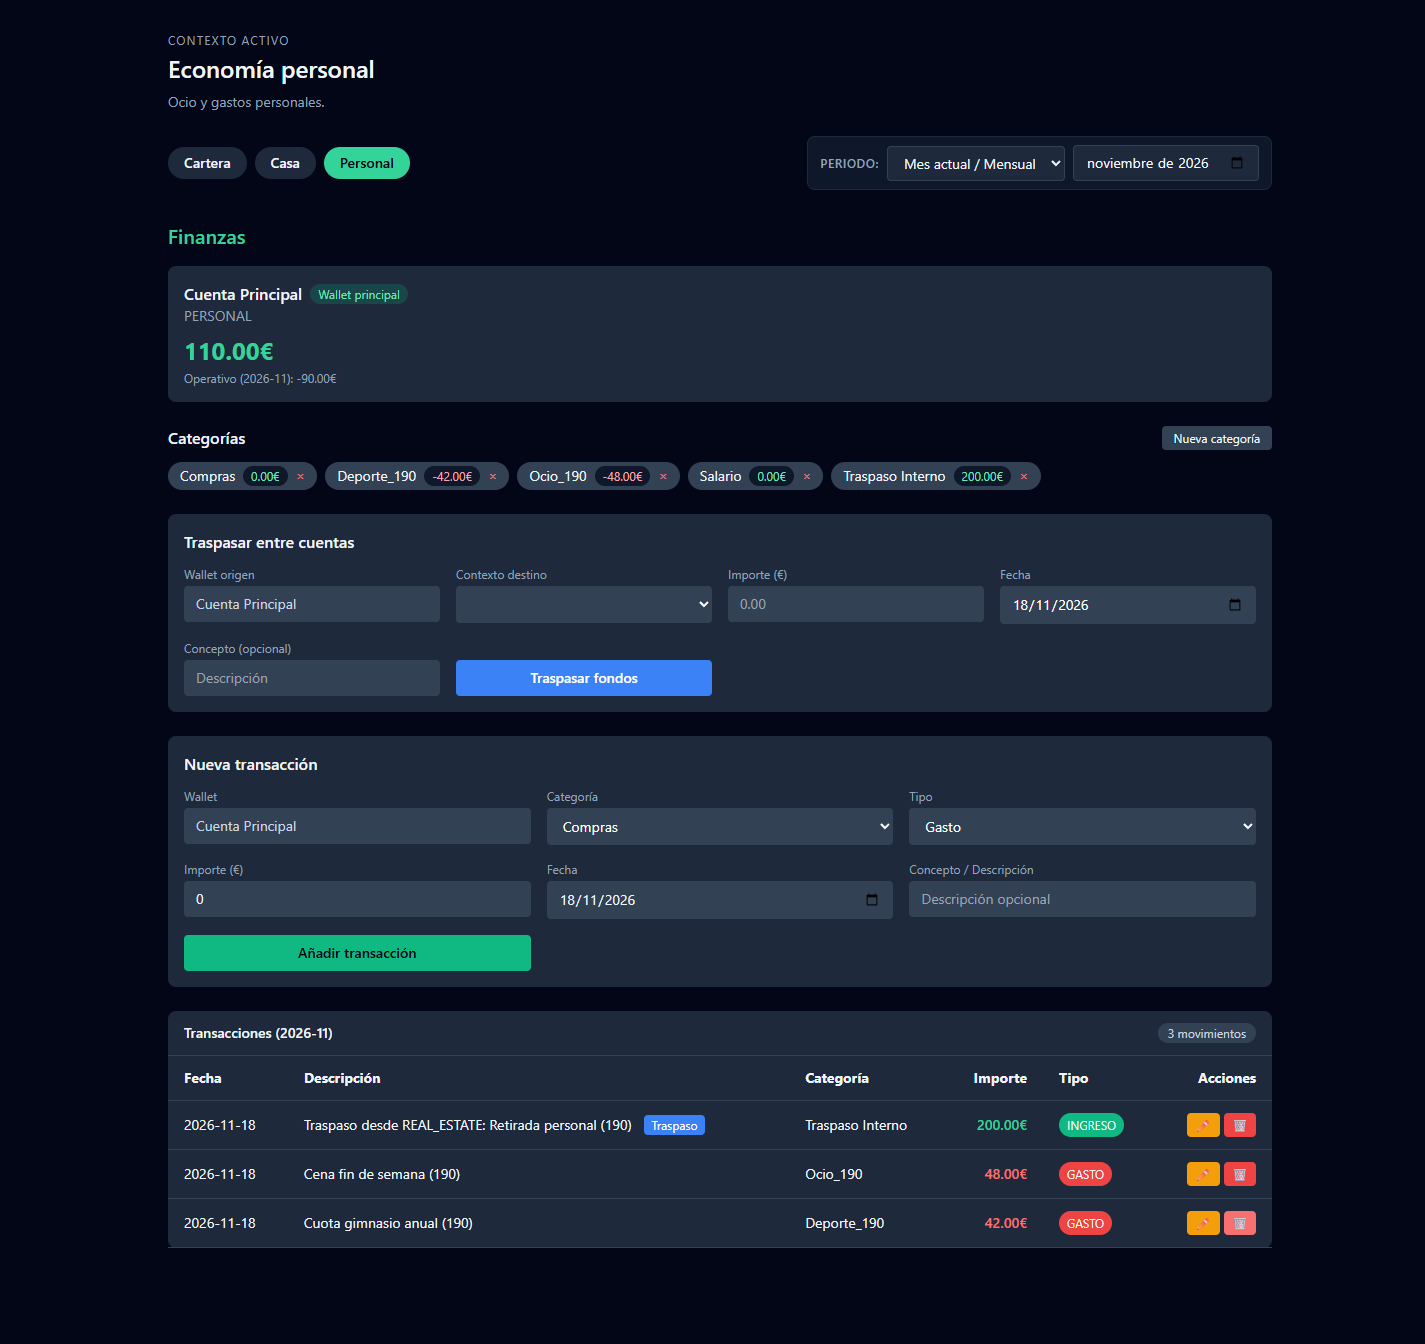 CONTEXTO ACTIVO
Economía personal
Ocio y gastos personales.
Cartera Casa Personal PERIODO: Mes actual / Mensual noviembre de 2026
Finanzas
Cuenta Principal Wallet principal
PERSONAL
110.00€
Operativo (2026-11): -90.00€
Categorías Nueva categoría
Compras 0.00€ × Deporte_190 -42.00€ × Ocio_190 -48.00€ × Salario 0.00€ × Traspaso Interno 200.00€ ×
Traspasar entre cuentas
Wallet origen Contexto destino Importe (€) Fecha
Cuenta Principal 0.00 18/11/2026
Concepto (opcional)
Descripción Traspasar fondos
Nueva transacción
Wallet Categoría Tipo
Cuenta Principal Compras Gasto
Importe (€) Fecha Concepto / Descripción
0 18/11/2026 Descripción opcional
Añadir transacción
Transacciones (2026-11) 3 movimientos
Fecha Descripción Categoría Importe Tipo Acciones
2026-11-18 Traspaso desde REAL_ESTATE: Retirada personal (190) Traspaso Traspaso Interno 200.00€ INGRESO
2026-11-18 Cena fin de semana (190) Ocio_190 48.00€ GASTO
2026-11-18 Cuota gimnasio anual (190) Deporte_190 42.00€ GASTO